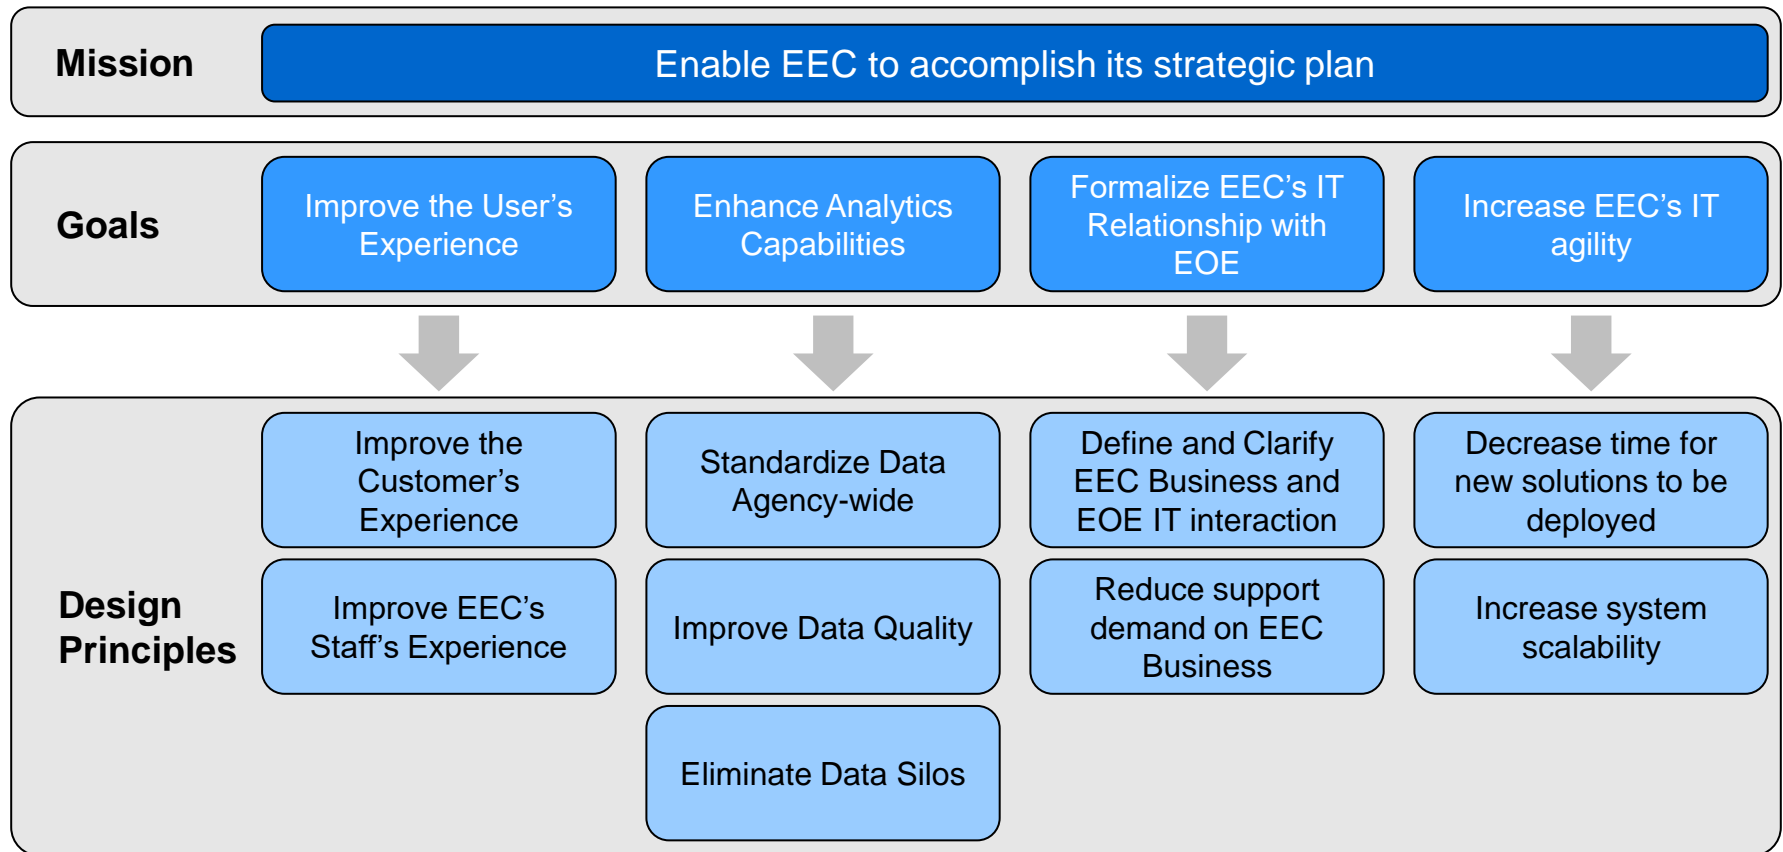 Mission
Enable EEC to accomplish its strategic plan
Goals
Improve the User’s
Experience
Enhance Analytics
Capabilities
Formalize EEC’s IT
Relationship with
EOE
Increase EEC’s IT
agility
Design
Principles
Improve the
Customer’s
Experience
Standardize Data
Agency-wide
Define and Clarify
EEC Business and
EOE IT interaction
Decrease time for
new solutions to be
deployed
Improve EEC’s
Staff’s Experience
Improve Data Quality
Reduce support
demand on EEC
Business
Increase system
scalability
Eliminate Data Silos